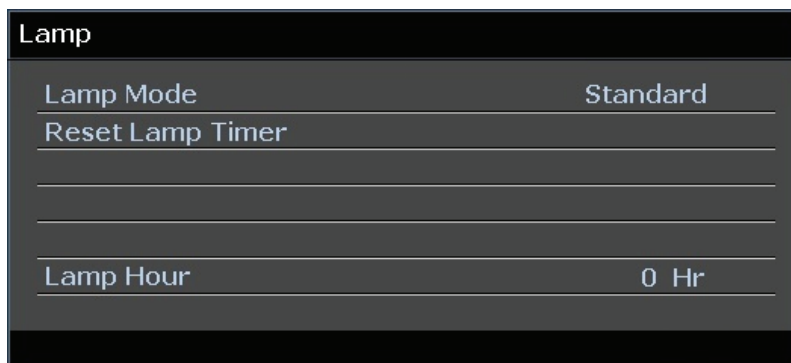 Lamp
Lamp Mode Standard
Reset Lamp Timer
Lamp Hour 0 Hr